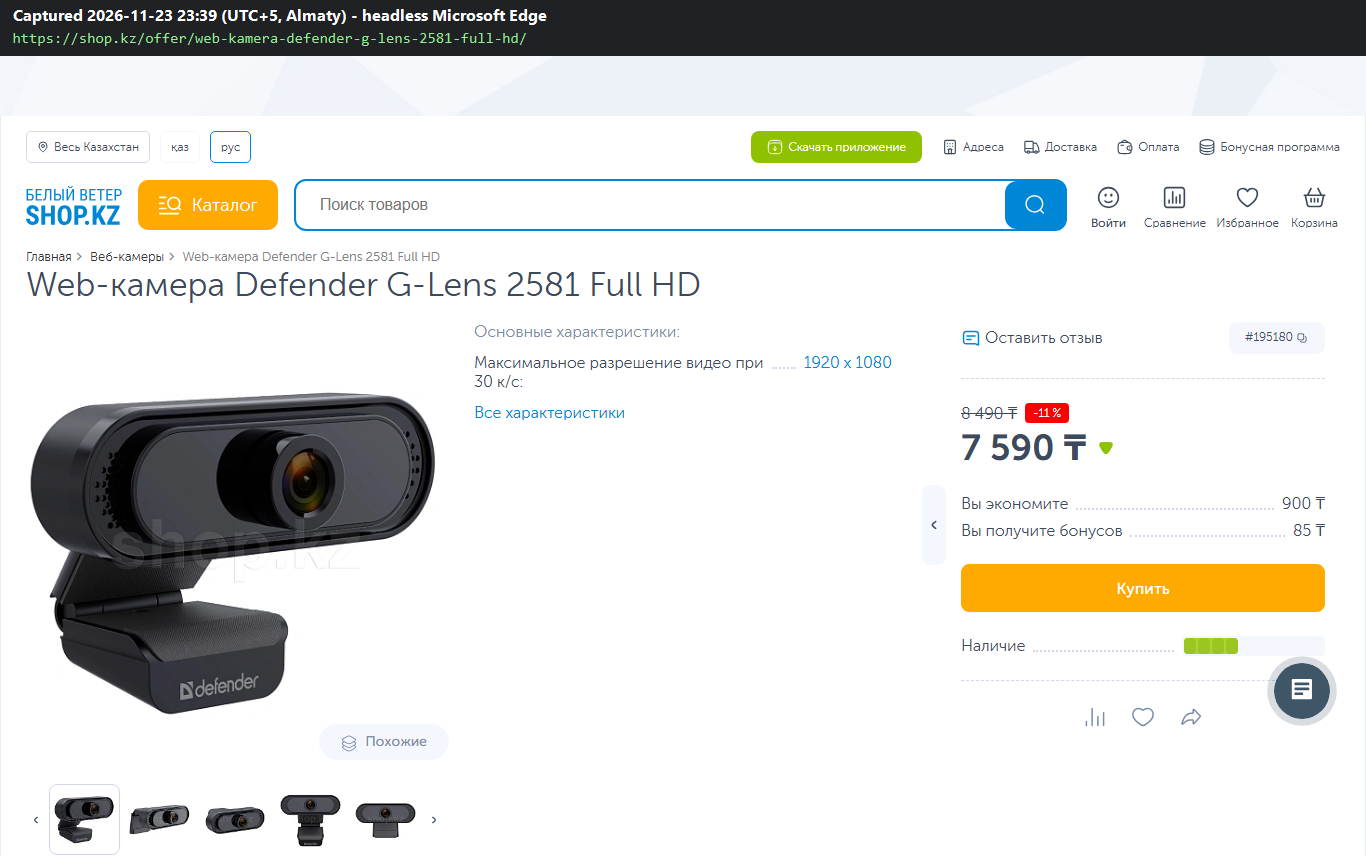 Captured 2026-11-23 23:39 (UTC+5, Almaty) - headless Microsoft Edge
https://shop.kz/offer/web-kamera-defender-g-lens-2581-full-hd/
Весь Казахстан
қаз
рус
Скачать приложение
Адреса
Доставка
Оплата
Бонусная программа
БЕЛЫЙ ВЕТЕР
SHOP.KZ
Каталог
Поиск товаров
Войти
Сравнение
Избранное
Корзина
Главная > Веб-камеры > Web-камера Defender G-Lens 2581 Full HD
Web-камера Defender G-Lens 2581 Full HD
Основные характеристики:
Максимальное разрешение видео при 30 к/с: 1920 x 1080
Все характеристики
Оставить отзыв
#195180
8 490 ₸
-11 %
7 590 ₸
Вы экономите 900 ₸
Вы получите бонусов 85 ₸
Купить
Наличие
shop.kz
defender
Похожие